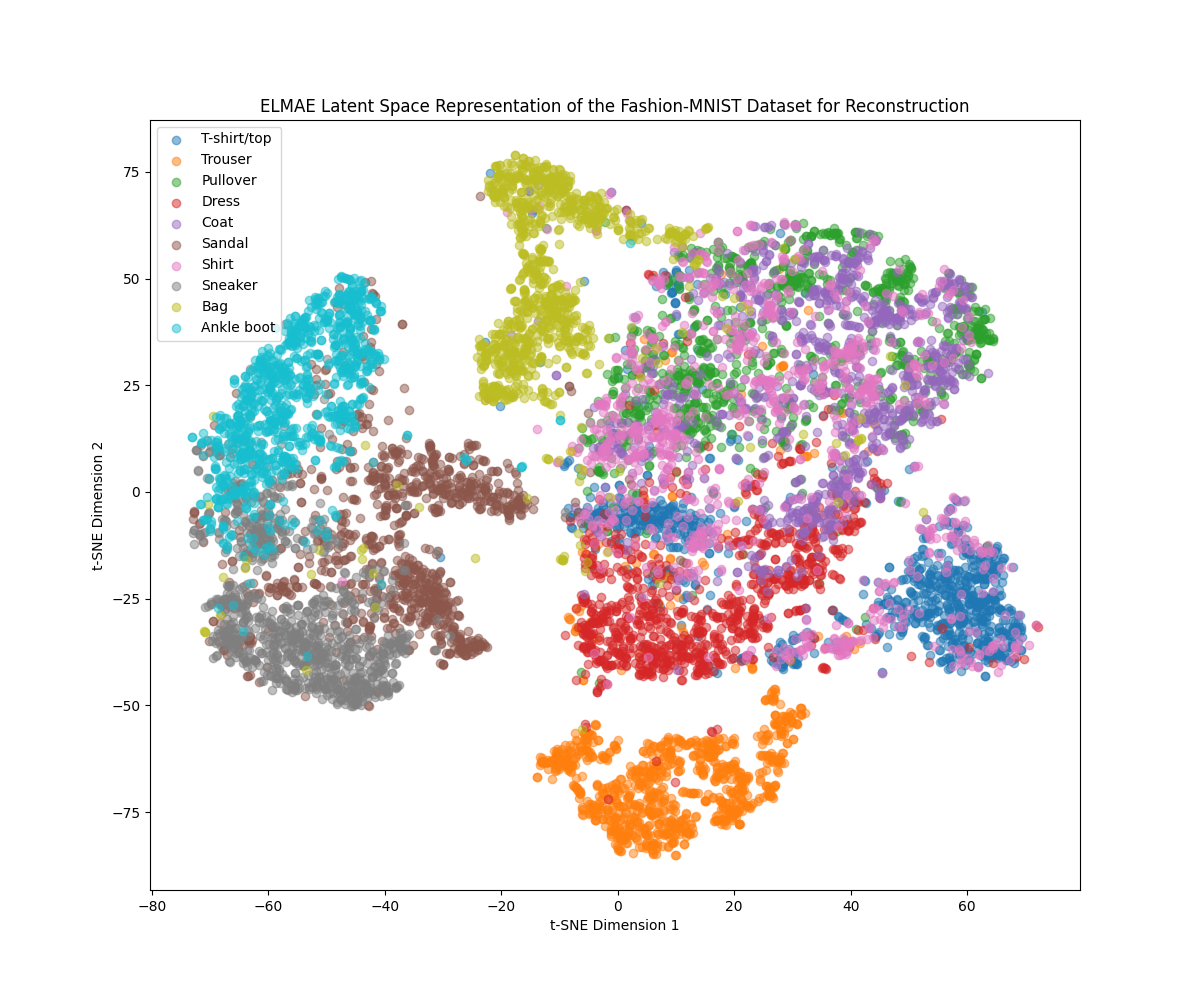 ELMAE Latent Space Representation of the Fashion-MNIST Dataset for Reconstruction
T-shirt/top
Trouser
Pullover
Dress
Coat
Sandal
Shirt
Sneaker
Bag
Ankle boot
75
50
25
0
−25
−50
−75
t-SNE Dimension 2
−80 −60 −40 −20 0 20 40 60
t-SNE Dimension 1